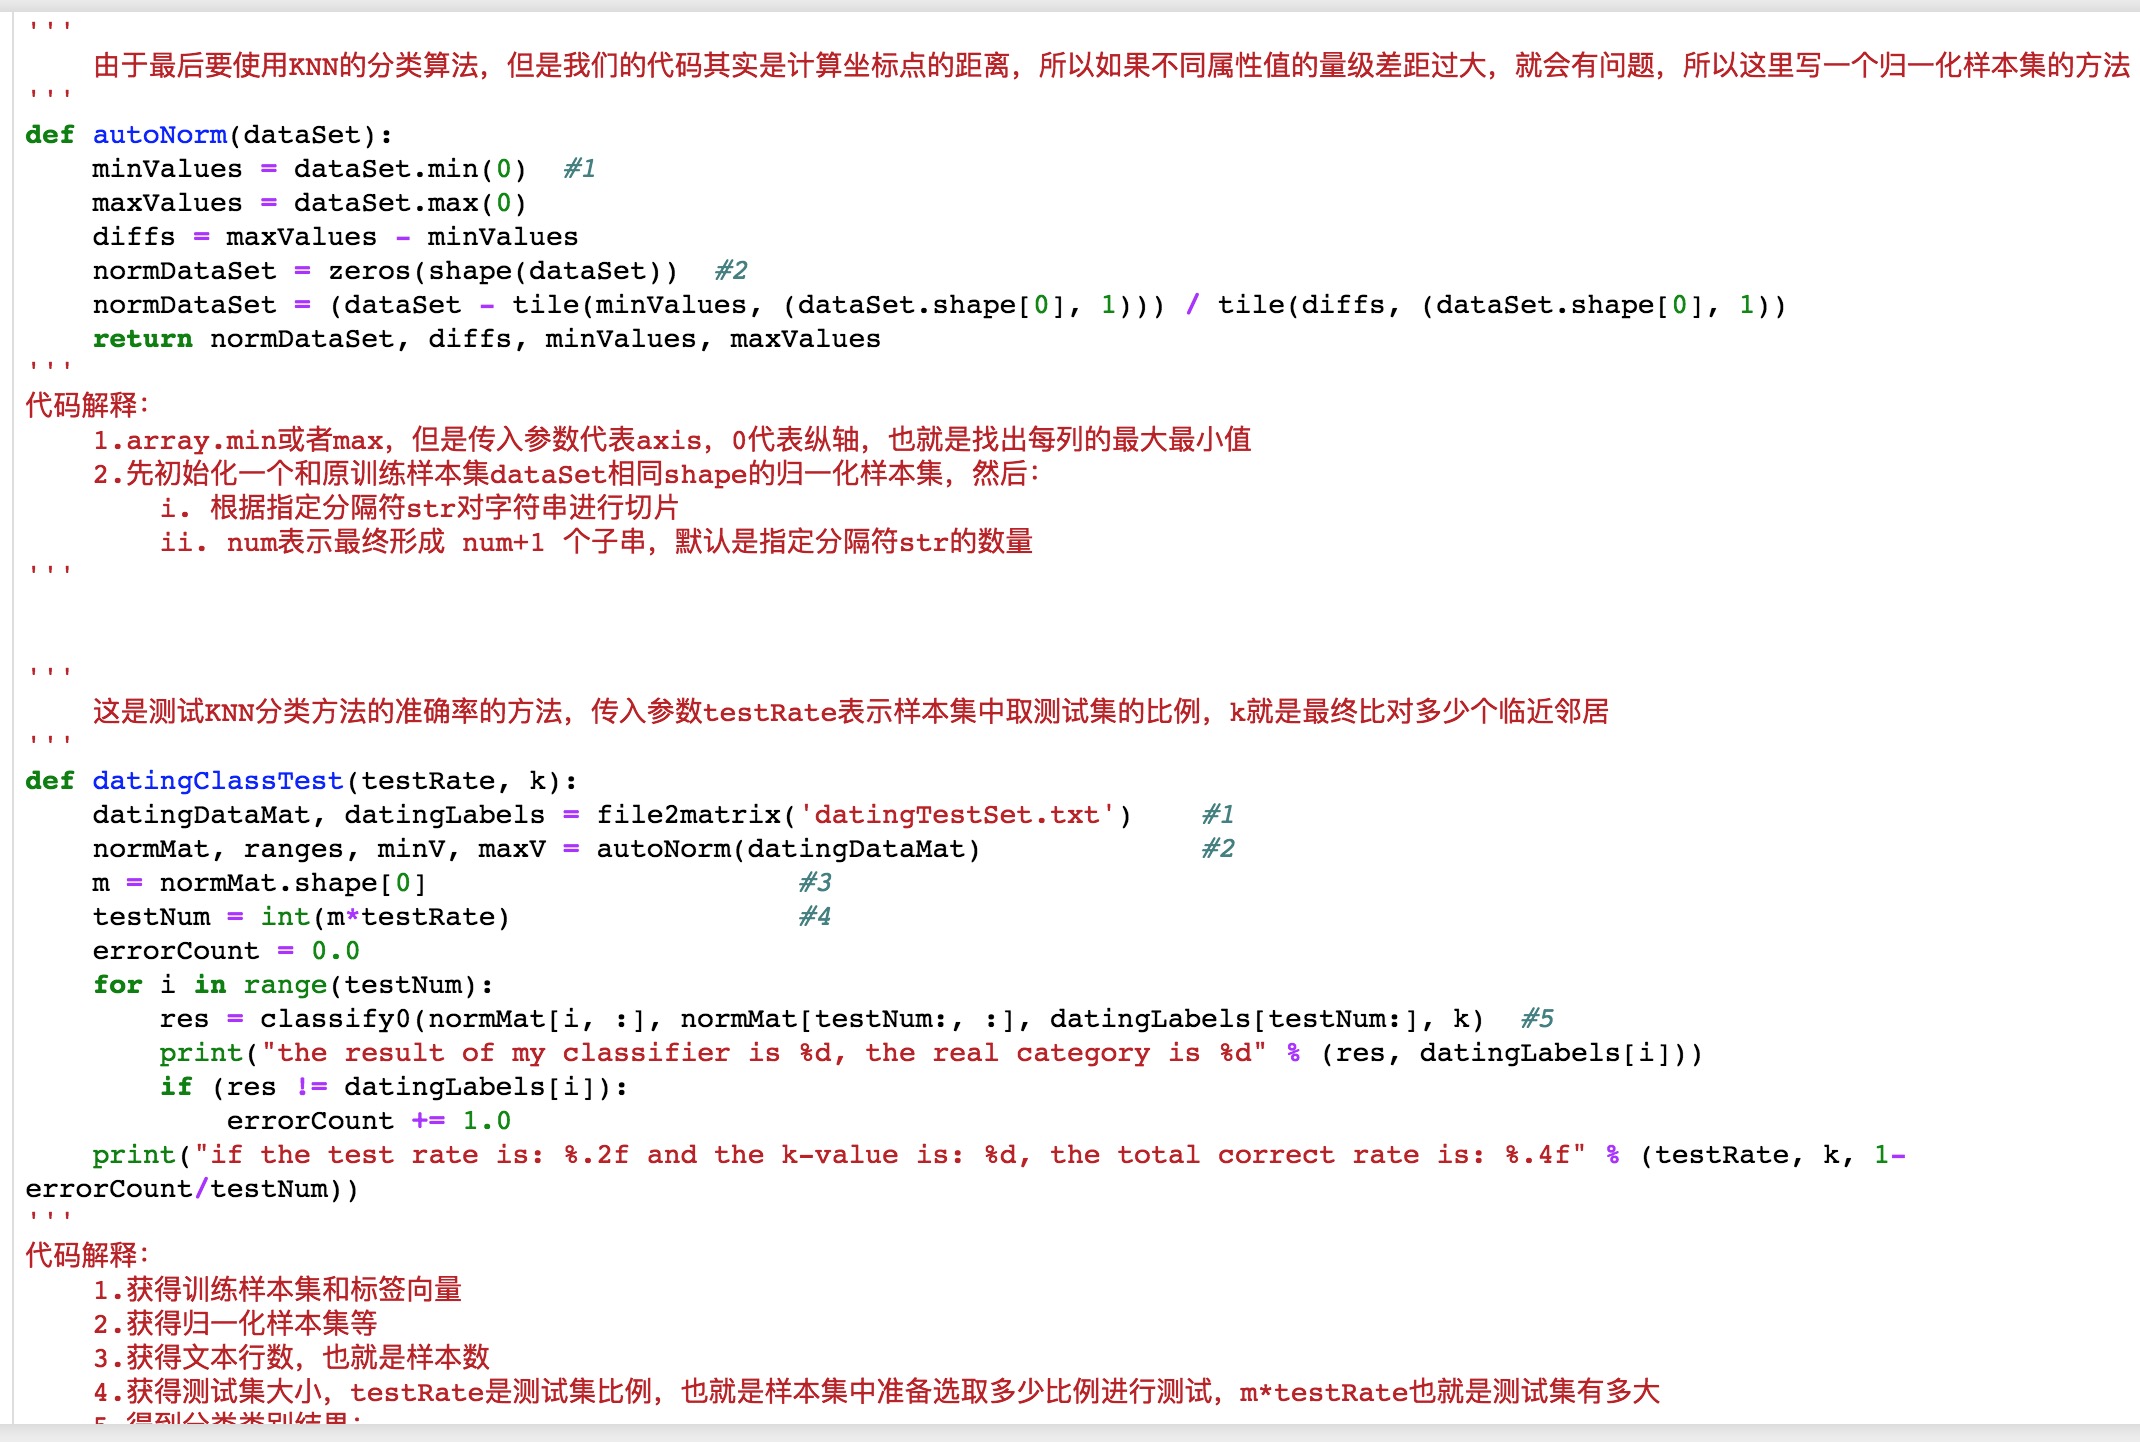 '''
    由于最后要使用KNN的分类算法，但是我们的代码其实是计算坐标点的距离，所以如果不同属性值的量级差距过大，就会有问题，所以这里写一个归一化样本集的方法
'''
def autoNorm(dataSet):
    minValues = dataSet.min(0)  #1
    maxValues = dataSet.max(0)
    diffs = maxValues - minValues
    normDataSet = zeros(shape(dataSet))  #2
    normDataSet = (dataSet - tile(minValues, (dataSet.shape[0], 1))) / tile(diffs, (dataSet.shape[0], 1))
    return normDataSet, diffs, minValues, maxValues
'''
代码解释：
    1.array.min或者max，但是传入参数代表axis，0代表纵轴，也就是找出每列的最大最小值
    2.先初始化一个和原训练样本集dataSet相同shape的归一化样本集，然后：
        i. 根据指定分隔符str对字符串进行切片
        ii. num表示最终形成 num+1 个子串，默认是指定分隔符str的数量
'''
'''
    这是测试KNN分类方法的准确率的方法，传入参数testRate表示样本集中取测试集的比例，k就是最终比对多少个临近邻居
'''
def datingClassTest(testRate, k):
    datingDataMat, datingLabels = file2matrix('datingTestSet.txt')    #1
    normMat, ranges, minV, maxV = autoNorm(datingDataMat)             #2
    m = normMat.shape[0]                      #3
    testNum = int(m*testRate)                 #4
    errorCount = 0.0
    for i in range(testNum):
        res = classify0(normMat[i, :], normMat[testNum:, :], datingLabels[testNum:], k)  #5
        print("the result of my classifier is %d, the real category is %d" % (res, datingLabels[i]))
        if (res != datingLabels[i]):
            errorCount += 1.0
    print("if the test rate is: %.2f and the k-value is: %d, the total correct rate is: %.4f" % (testRate, k, 1-
errorCount/testNum))
'''
代码解释：
    1.获得训练样本集和标签向量
    2.获得归一化样本集等
    3.获得文本行数，也就是样本数
    4.获得测试集大小，testRate是测试集比例，也就是样本集中准备选取多少比例进行测试，m*testRate也就是测试集有多大
    5.得到分类类别结果：